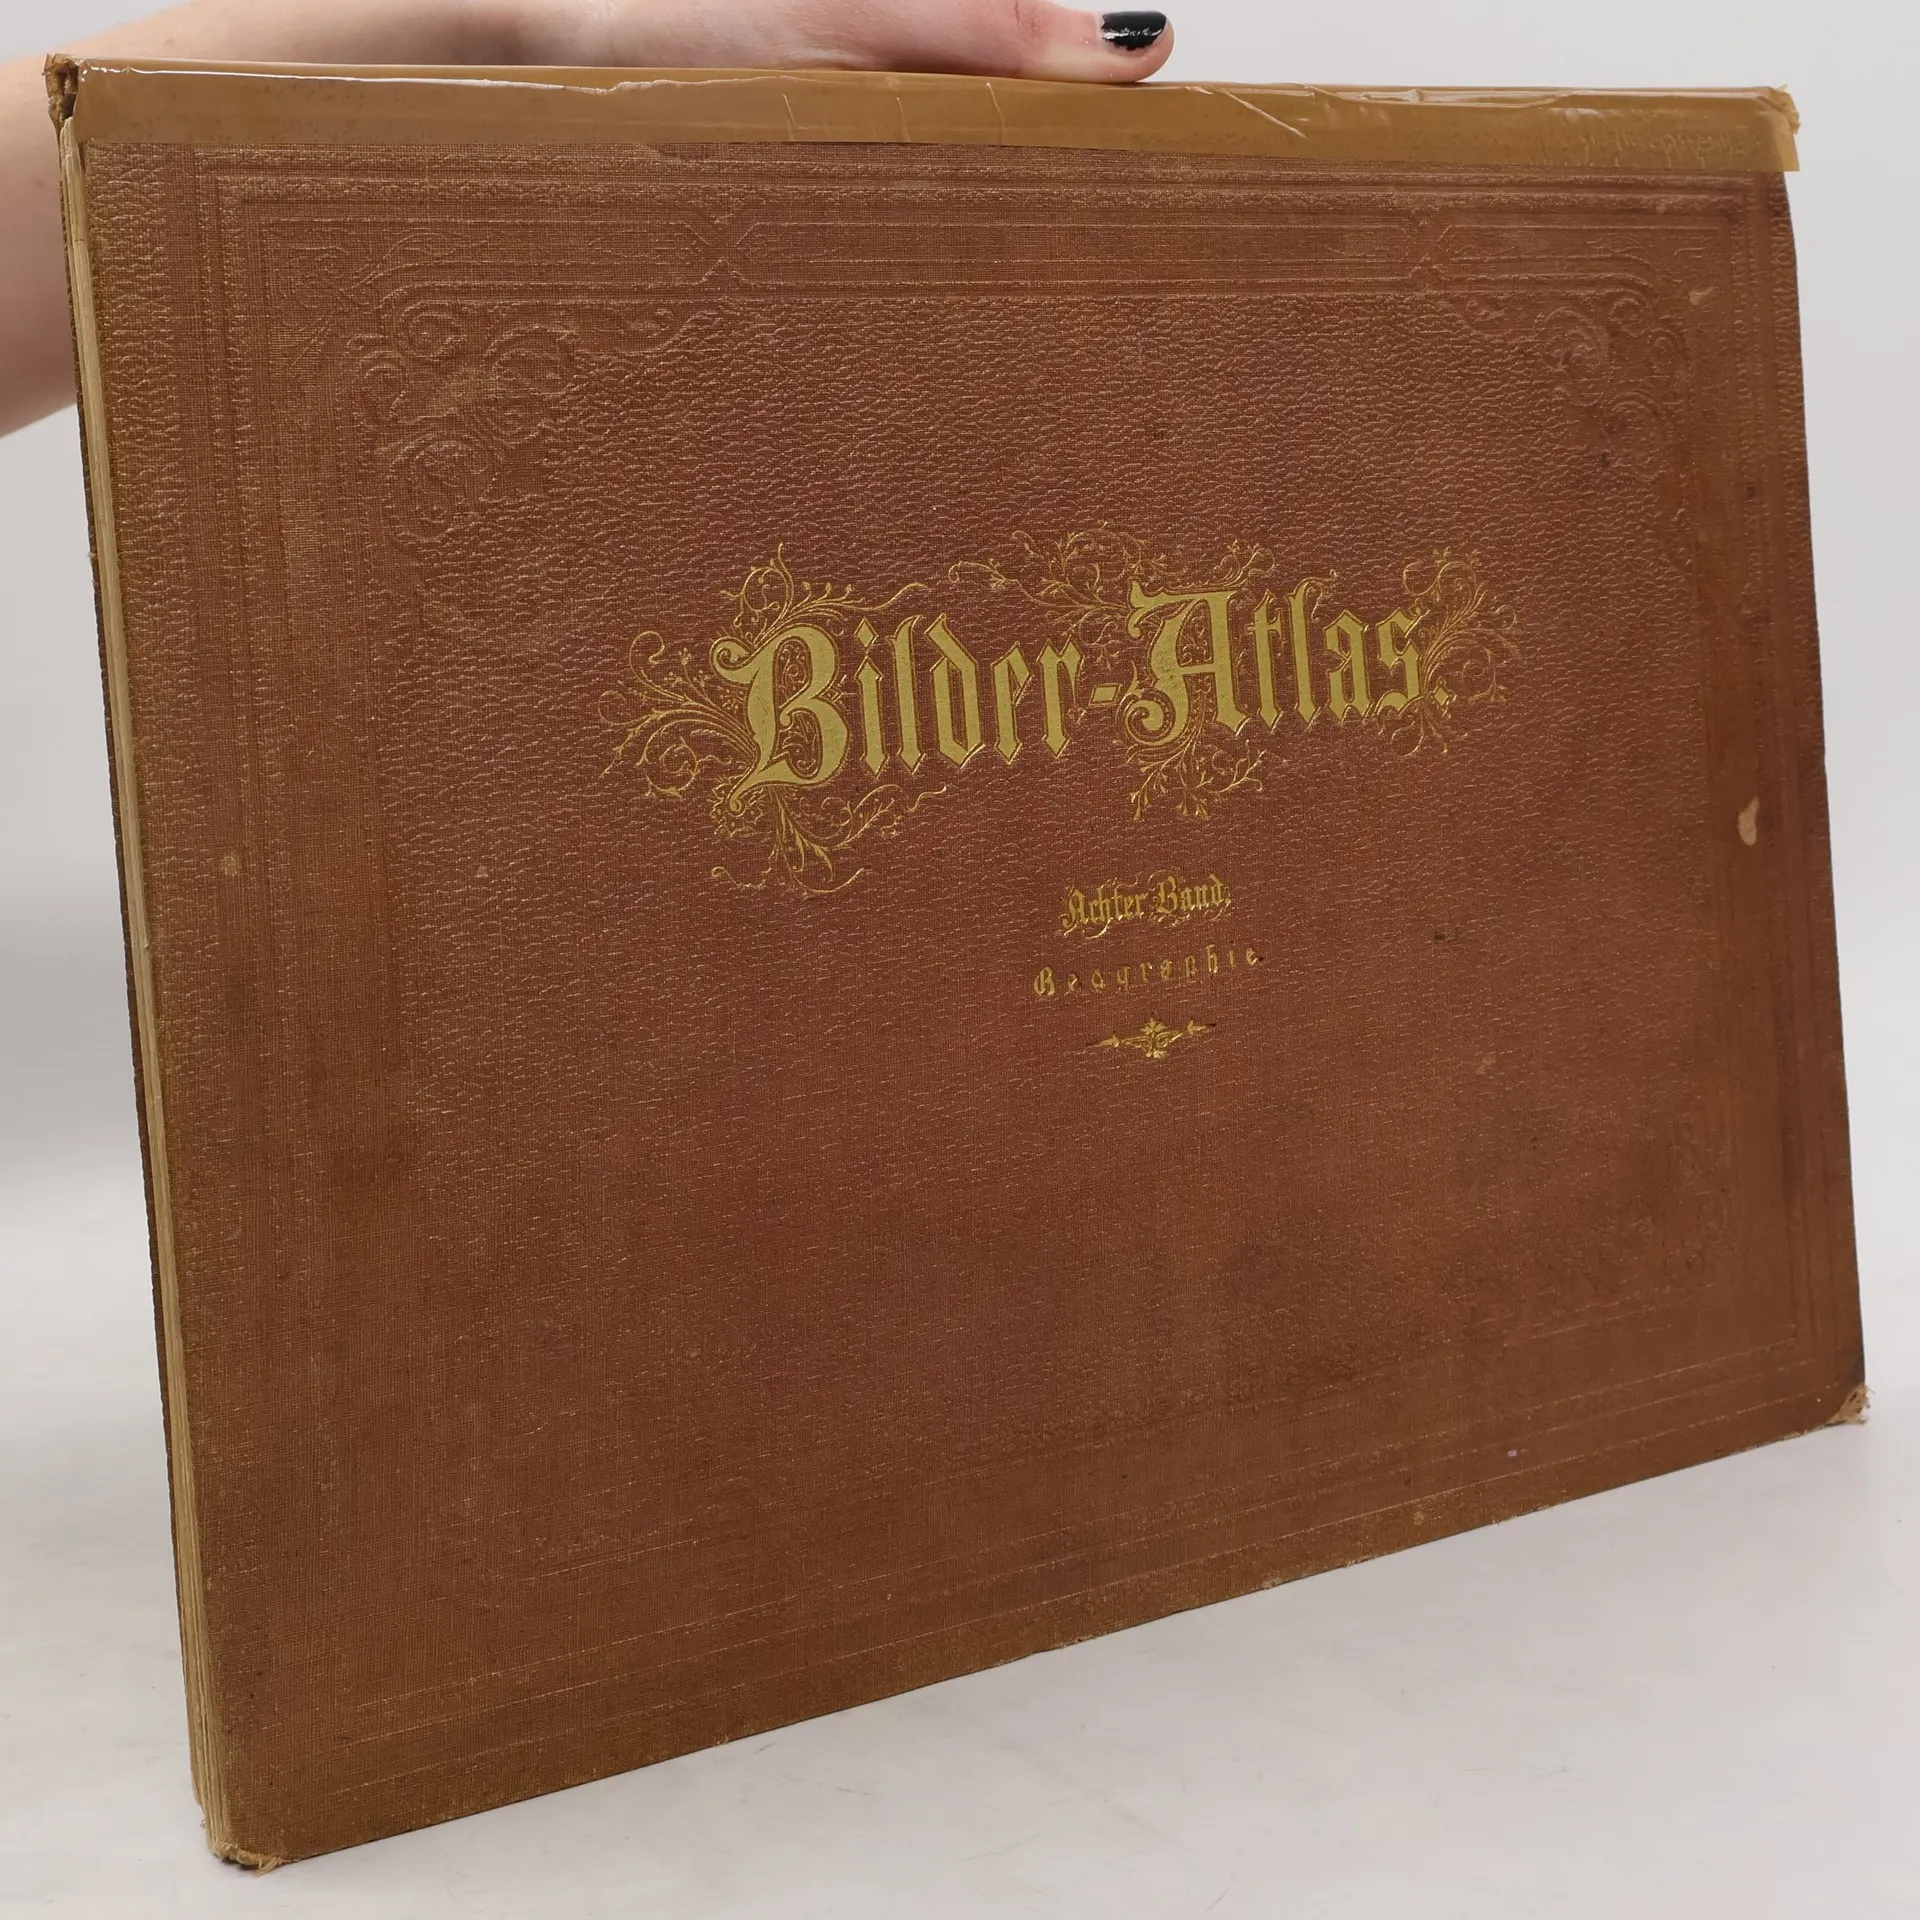 Bilder-Atlas.
Achter Band.
Geographie.